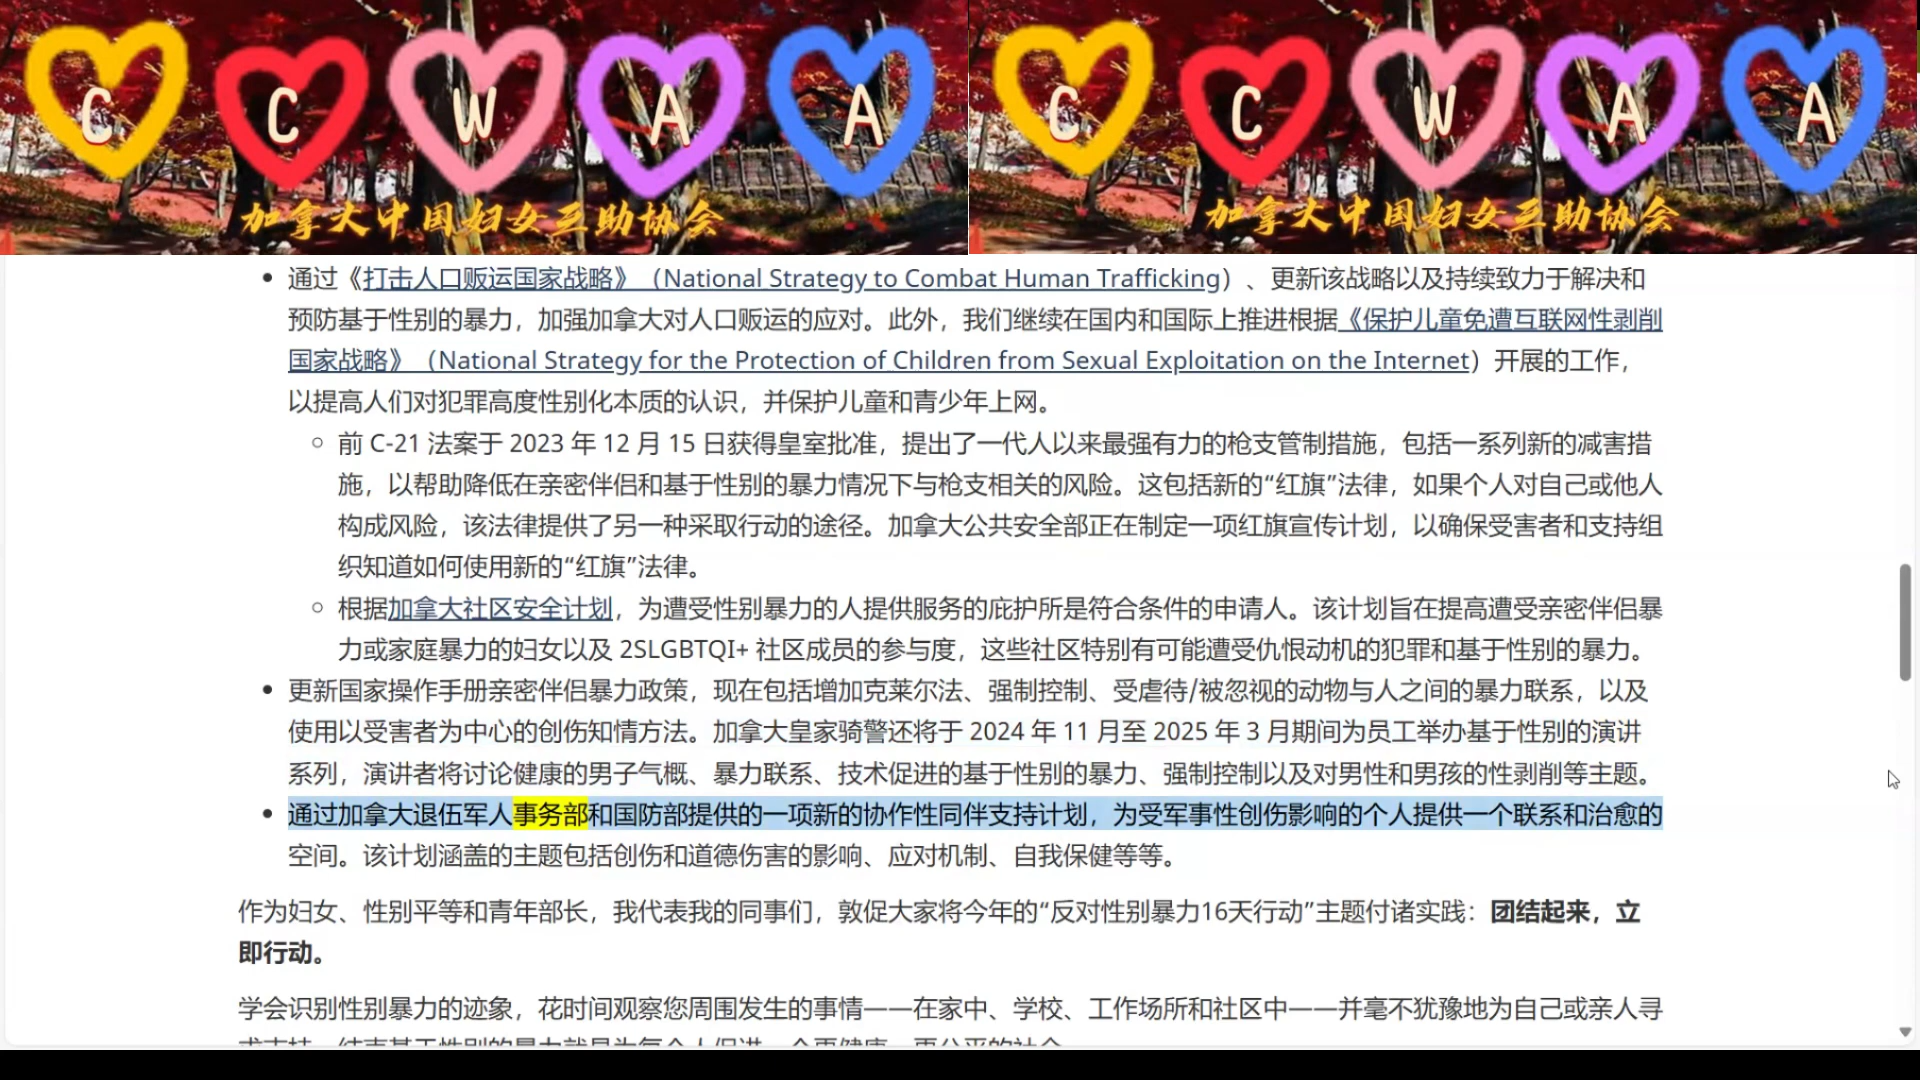 C C W A A
加拿大中国妇女互助协会
C C W A A
加拿大中国妇女互助协会
通过《打击人口贩运国家战略》（National Strategy to Combat Human Trafficking）、更新该战略以及持续致力于解决和
预防基于性别的暴力，加强加拿大对人口贩运的应对。此外，我们继续在国内和国际上推进根据《保护儿童免遭互联网性剥削
国家战略》（National Strategy for the Protection of Children from Sexual Exploitation on the Internet）开展的工作，
以提高人们对犯罪高度性别化本质的认识，并保护儿童和青少年上网。
前 C-21 法案于 2023 年 12 月 15 日获得皇室批准，提出了一代人以来最强有力的枪支管制措施，包括一系列新的减害措
施，以帮助降低在亲密伴侣和基于性别的暴力情况下与枪支相关的风险。这包括新的“红旗”法律，如果个人对自己或他人
构成风险，该法律提供了另一种采取行动的途径。加拿大公共安全部正在制定一项红旗宣传计划，以确保受害者和支持组
织知道如何使用新的“红旗”法律。
根据加拿大社区安全计划，为遭受性别暴力的人提供服务的庇护所是符合条件的申请人。该计划旨在提高遭受亲密伴侣暴
力或家庭暴力的妇女以及 2SLGBTQI+ 社区成员的参与度，这些社区特别有可能遭受仇恨动机的犯罪和基于性别的暴力。
更新国家操作手册亲密伴侣暴力政策，现在包括增加克莱尔法、强制控制、受虐待/被忽视的动物与人之间的暴力联系，以及
使用以受害者为中心的创伤知情方法。加拿大皇家骑警还将于 2024 年 11 月至 2025 年 3 月期间为员工举办基于性别的演讲
系列，演讲者将讨论健康的男子气概、暴力联系、技术促进的基于性别的暴力、强制控制以及对男性和男孩的性剥削等主题。
通过加拿大退伍军人事务部和国防部提供的一项新的协作性同伴支持计划，为受军事性创伤影响的个人提供一个联系和治愈的
空间。该计划涵盖的主题包括创伤和道德伤害的影响、应对机制、自我保健等等。
作为妇女、性别平等和青年部长，我代表我的同事们，敦促大家将今年的“反对性别暴力16天行动”主题付诸实践：团结起来，立
即行动。
学会识别性别暴力的迹象，花时间观察您周围发生的事情——在家中、学校、工作场所和社区中——并毫不犹豫地为自己或亲人寻